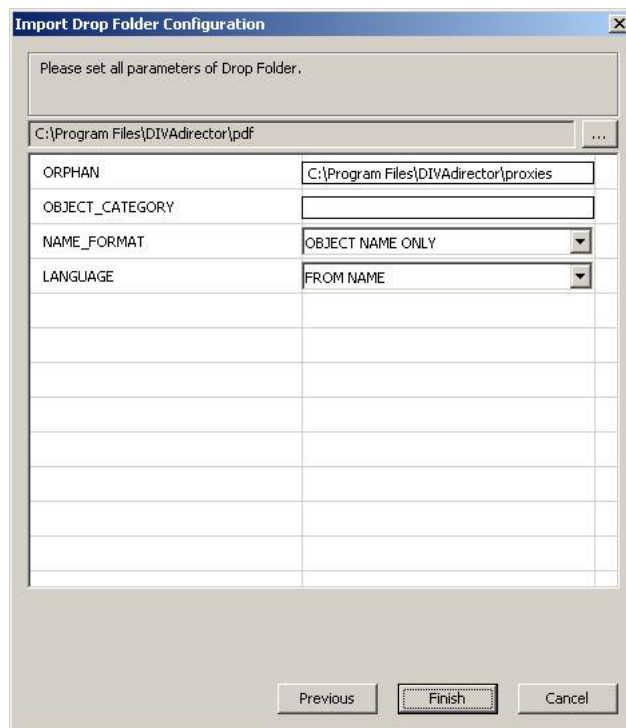 Import Drop Folder Configuration
Please set all parameters of Drop Folder.
C:\Program Files\DIVAdirector\pdf ...
ORPHAN C:\Program Files\DIVAdirector\proxies
OBJECT_CATEGORY
NAME_FORMAT OBJECT NAME ONLY
LANGUAGE FROM NAME
Previous Finish Cancel